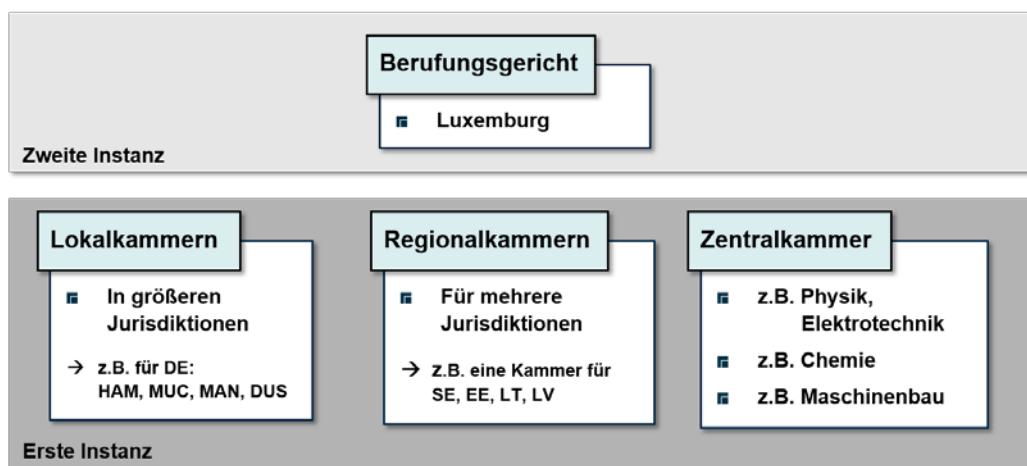 Berufungsgericht
Luxemburg
Zweite Instanz
Lokalkammern
In größeren
Jurisdiktionen
→ z.B. für DE:
HAM, MUC, MAN, DUS
Regionalkammern
Für mehrere
Jurisdiktionen
→ z.B. eine Kammer für
SE, EE, LT, LV
Zentralkammer
z.B. Physik,
Elektrotechnik
z.B. Chemie
z.B. Maschinenbau
Erste Instanz